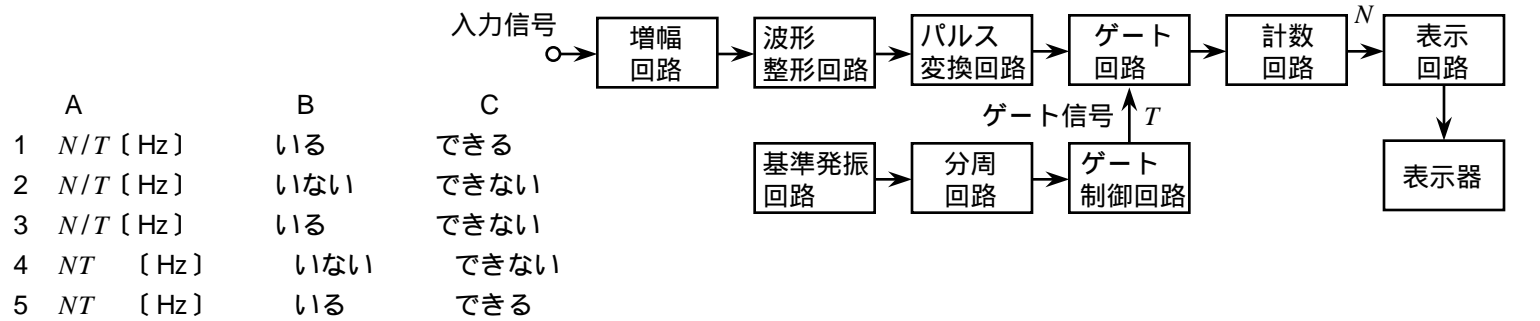 入力信号
増幅
回路
波形
整形回路
パルス
変換回路
ゲート
回路
計数
回路
N
表示
回路
ゲート信号 T
基準発振
回路
分周
回路
ゲート
制御回路
表示器
A B C
1 N/T〔Hz〕 いる できる
2 N/T〔Hz〕 いない できない
3 N/T〔Hz〕 いる できない
4 NT 〔Hz〕 いない できない
5 NT 〔Hz〕 いる できる